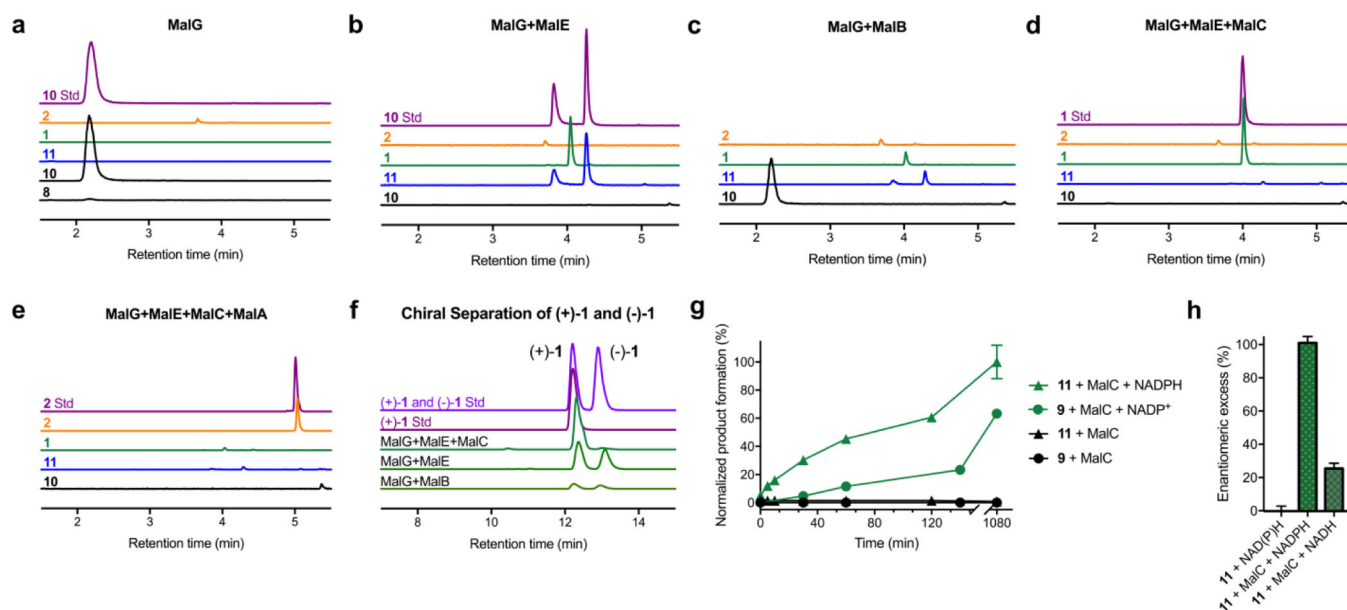 a
MalG
10 Std
2
1
11
10
8
2
3
4
5
Retention time (min)
b
MalG+MalE
10 Std
2
1
11
10
2
3
4
5
Retention time (min)
c
MalG+MalB
2
1
11
10
2
3
4
5
Retention time (min)
d
MalG+MalE+MalC
1 Std
2
1
11
10
2
3
4
5
Retention time (min)
e
MalG+MalE+MalC+MalA
2 Std
2
1
11
10
2
3
4
5
Retention time (min)
f
Chiral Separation of (+)-1 and (-)-1
(+)-1
(-)-1
(+)-1 and (-)-1 Std
(+)-1 Std
MalG+MalE+MalC
MalG+MalE
MalG+MalB
8
10
12
14
Retention time (min)
g
Normalized product formation (%)
100
80
60
40
20
0
0
40
80
120
1080
Time (min)
11 + MalC + NADPH
9 + MalC + NADP+
11 + MalC
9 + MalC
h
Enantiomeric excess (%)
100
80
60
40
20
0
11 + NAD(P)H
11 + MalC + NADPH
11 + MalC + NADH